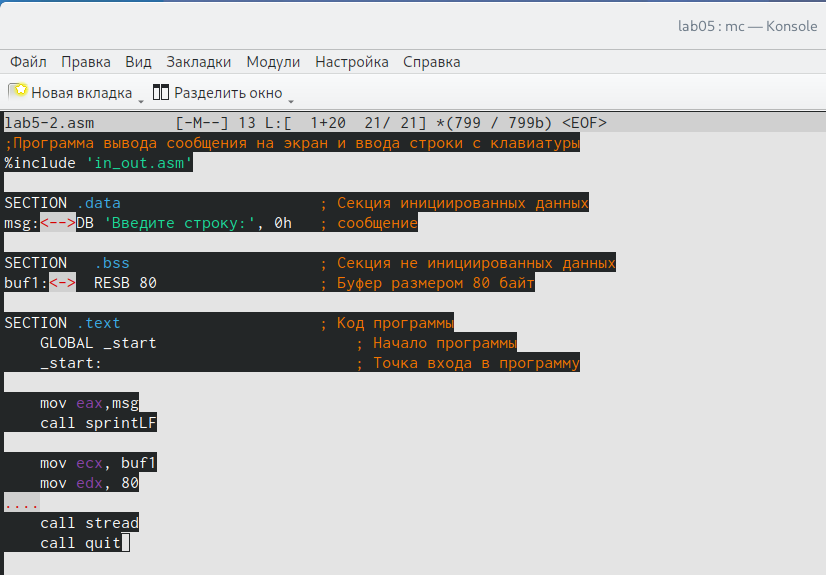 lab05 : mc — Konsole
Файл Правка Вид Закладки Модули Настройка Справка
Новая вкладка Разделить окно
lab5-2.asm [-M--] 13 L:[ 1+20 21/ 21] *(799 / 799b) <EOF>
;Программа вывода сообщения на экран и ввода строки с клавиатуры
%include 'in_out.asm'
SECTION .data ; Секция инициированных данных
msg:<-->DB 'Введите строку:', 0h ; сообщение
SECTION .bss ; Секция не инициированных данных
buf1:<-> RESB 80 ; Буфер размером 80 байт
SECTION .text ; Код программы
GLOBAL _start ; Начало программы
_start: ; Точка входа в программу
mov eax,msg
call sprintLF
mov ecx, buf1
mov edx, 80
....
call stread
call quit